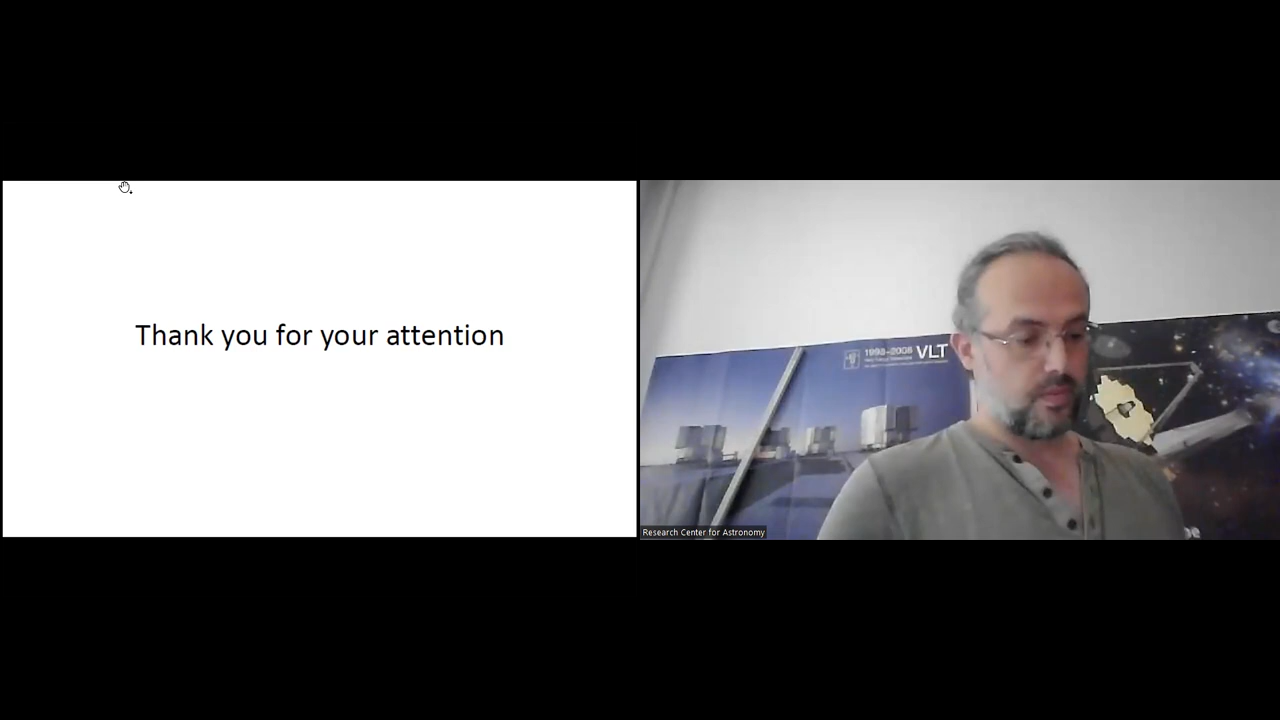 Thank you for your attention
1998-2008 VLT
Research Center for Astronomy